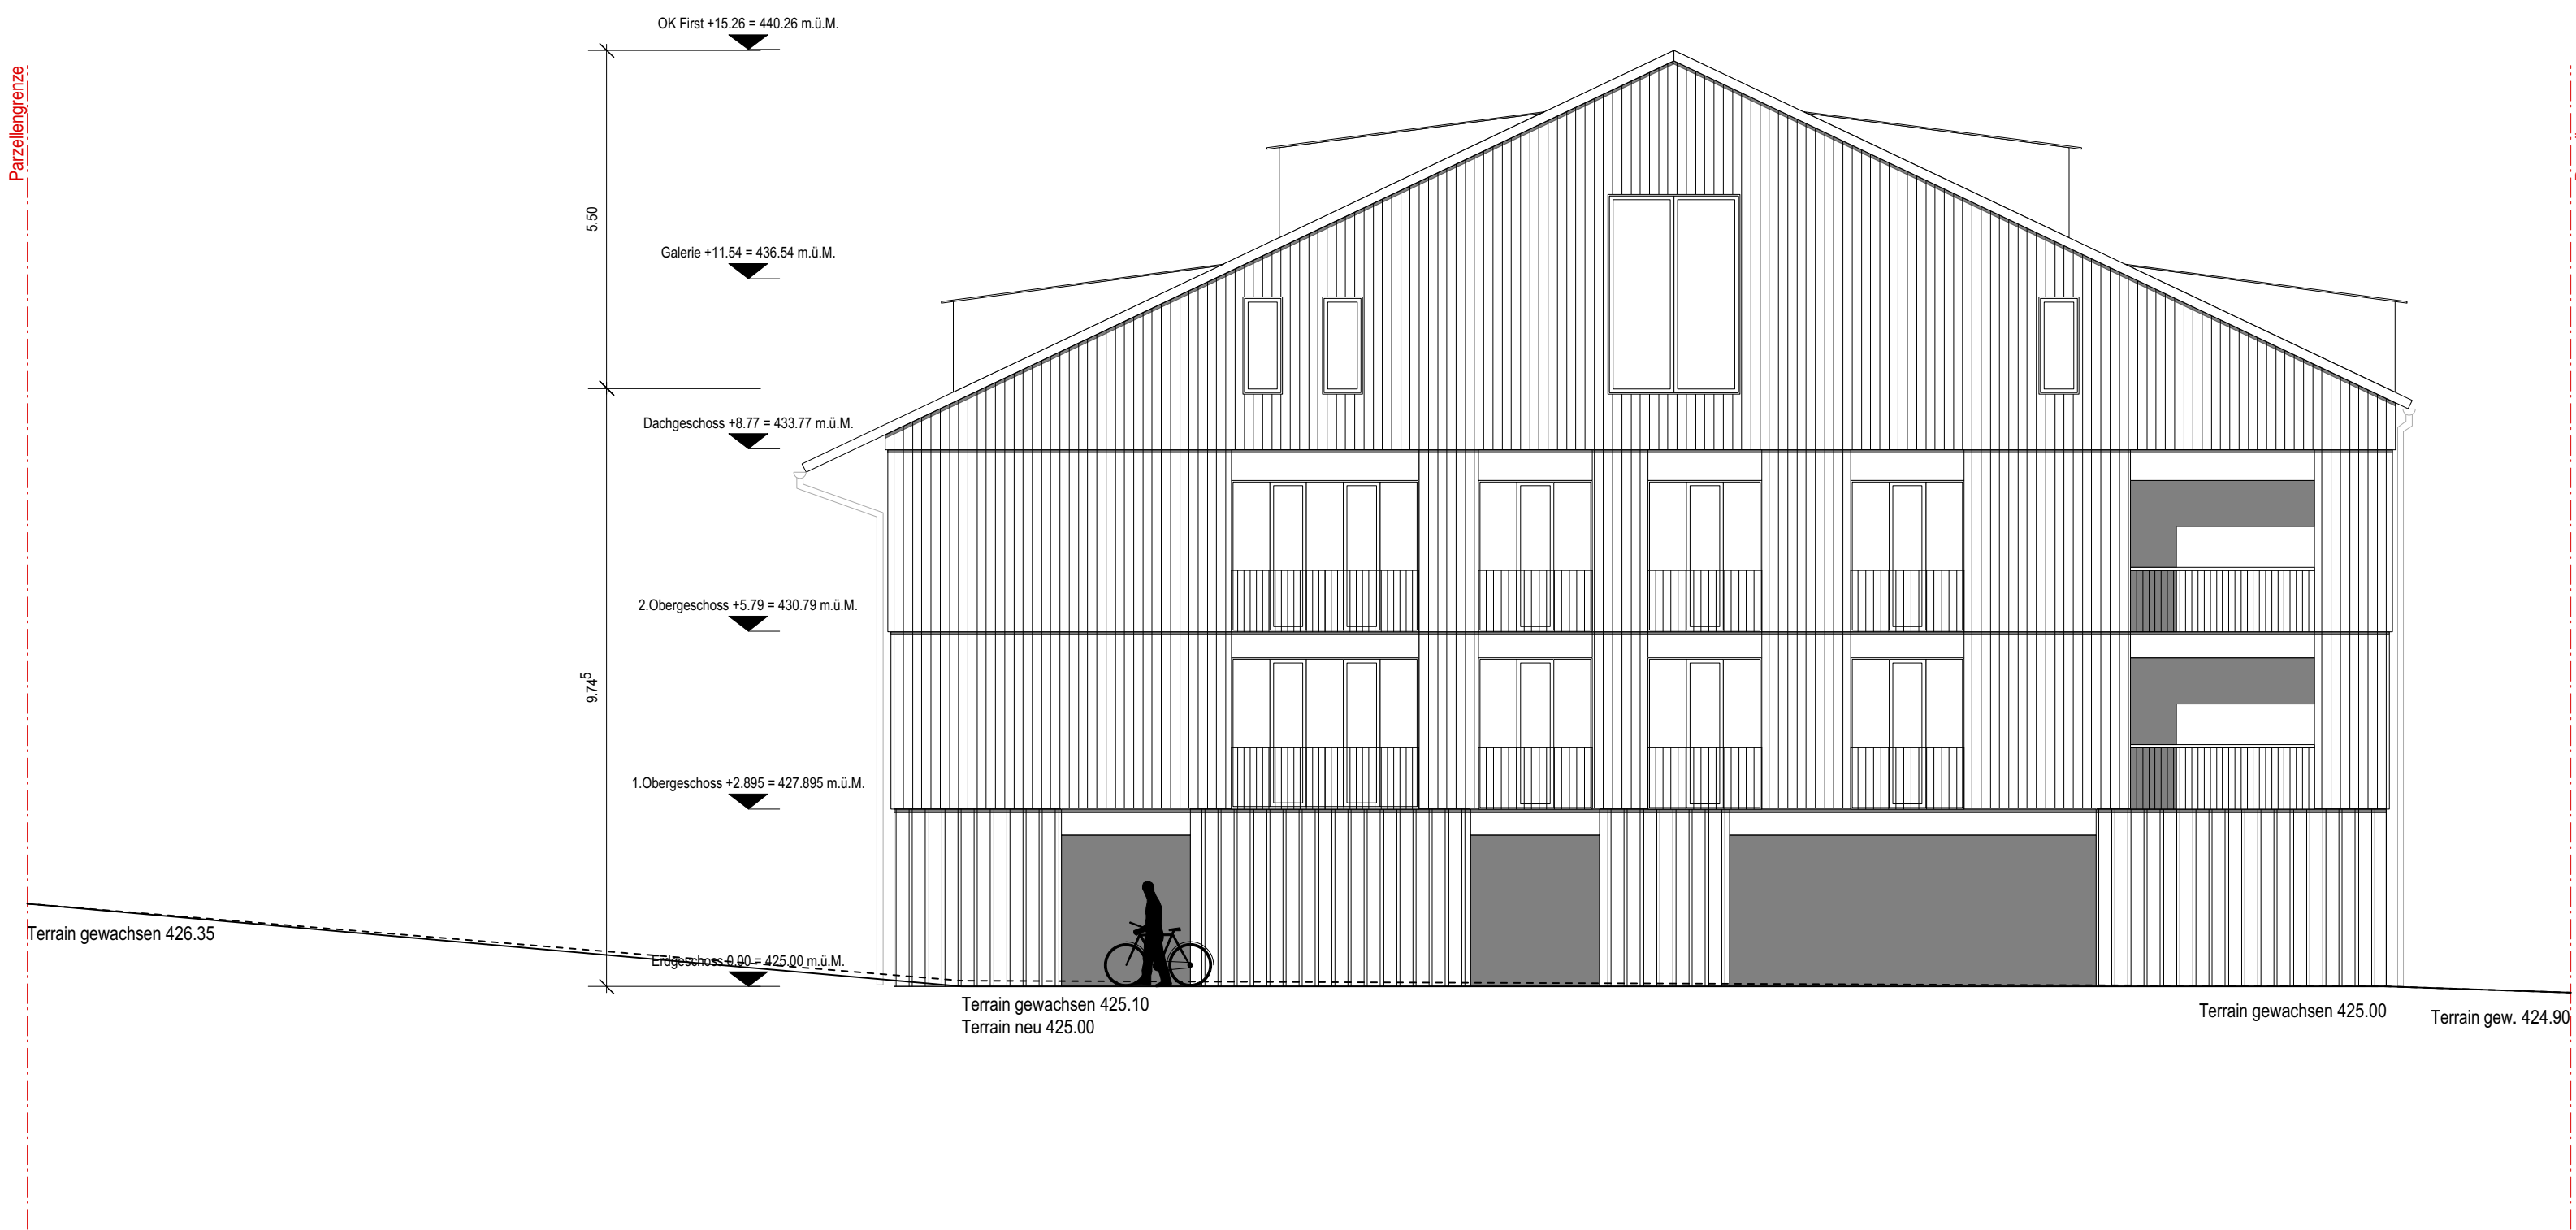 OK First +15.26 = 440.26 m.ü.M.
Parzellengrenze
5.50
Galerie +11.54 = 436.54 m.ü.M.
Dachgeschoss +8.77 = 433.77 m.ü.M.
2.Obergeschoss +5.79 = 430.79 m.ü.M.
9.74⁵
1.Obergeschoss +2.895 = 427.895 m.ü.M.
Terrain gewachsen 426.35
Erdgeschoss 0.00 = 425.00 m.ü.M.
Terrain gewachsen 425.10
Terrain neu 425.00
Terrain gewachsen 425.00
Terrain gew. 424.90